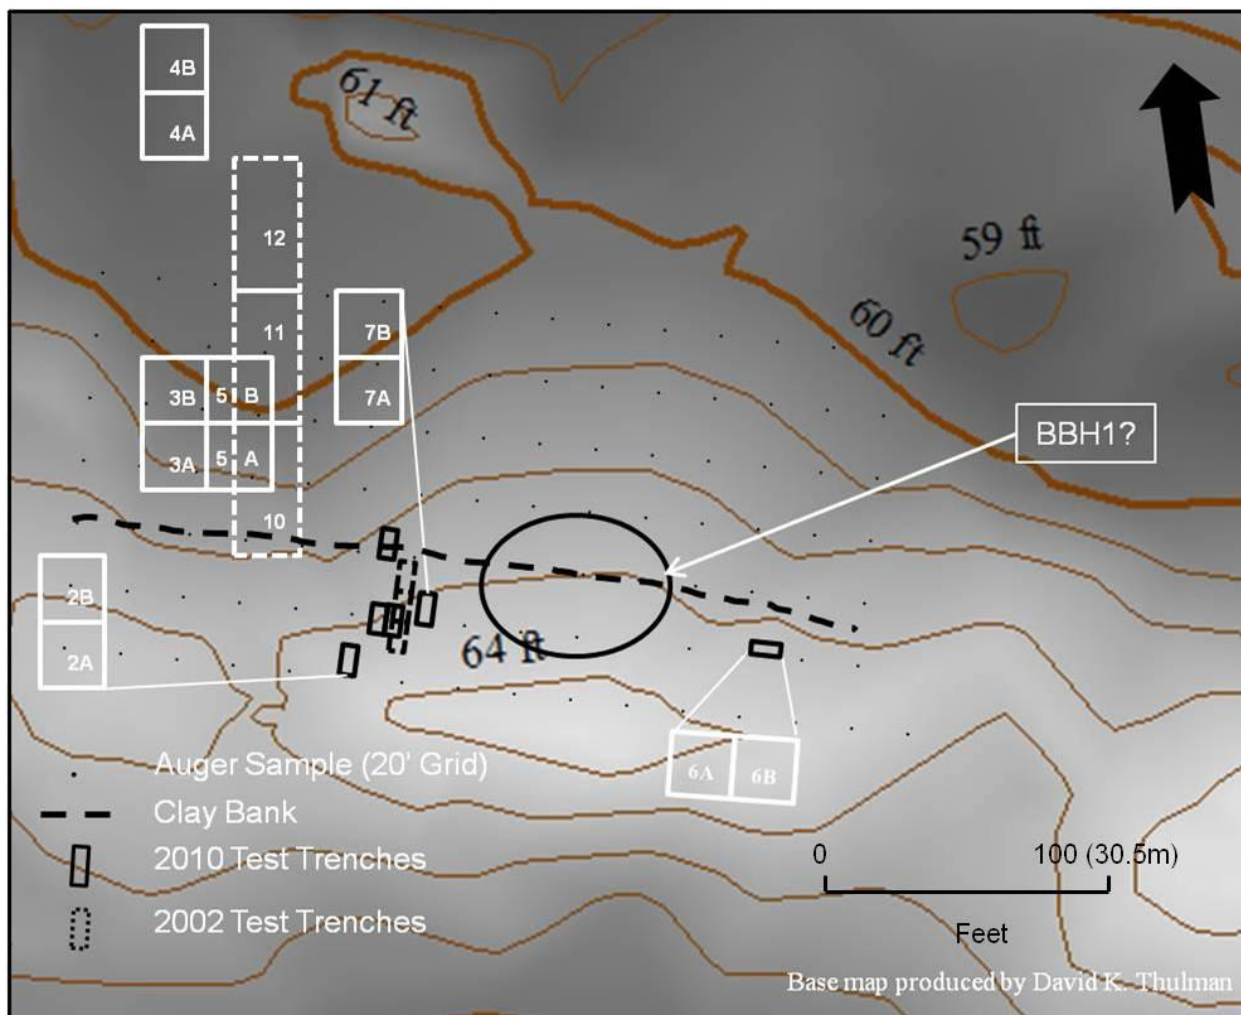 4B
61 ft
4A
12
59 ft
11
7B
60 ft
3B
5
B
7A
BBH1?
3A
5
A
10
2B
2A
64 ft
6A
6B
Auger Sample (20' Grid)
Clay Bank
2010 Test Trenches
2002 Test Trenches
0
100 (30.5m)
Feet
Base map produced by David K. Thulman